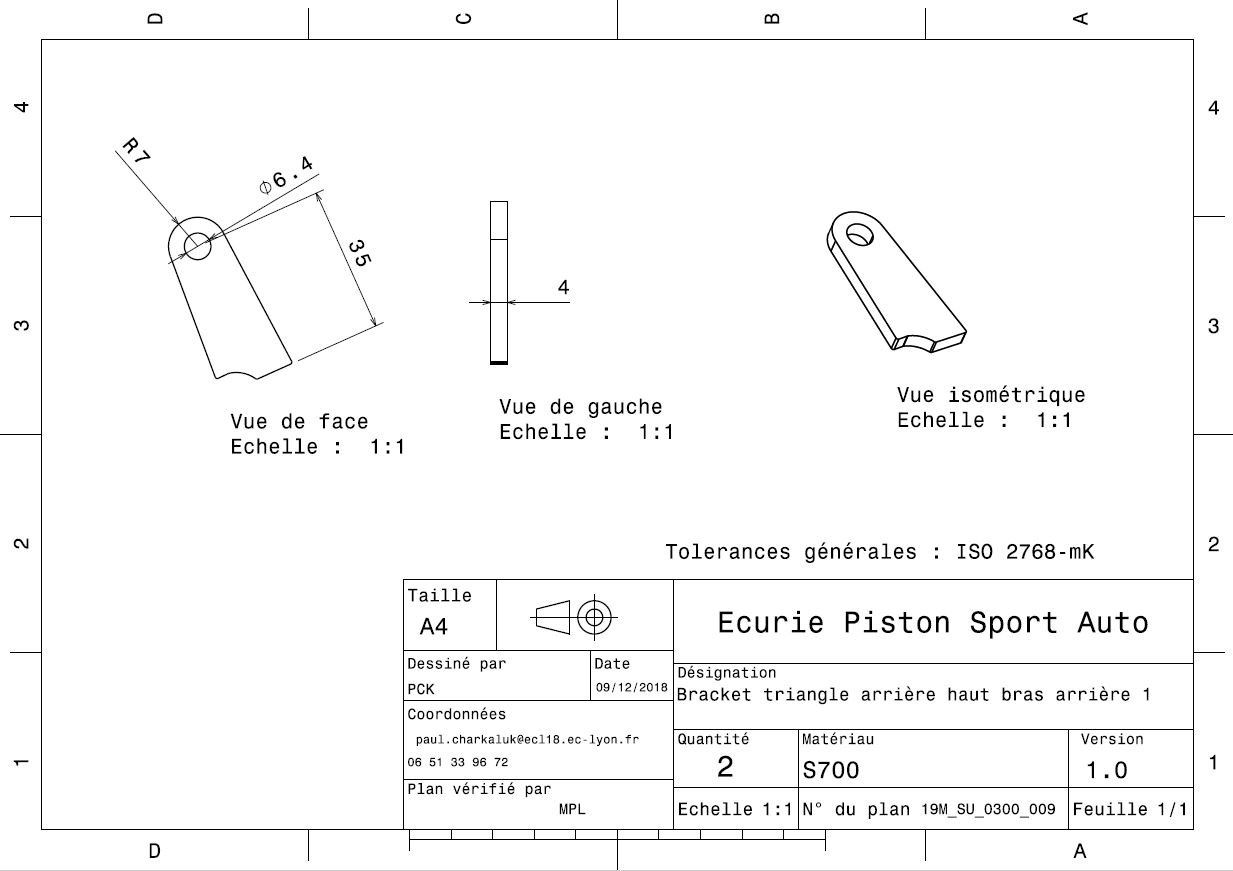 D C B A
4 4
R7
⌀6.4
35
4
3 3
Vue de face
Echelle : 1:1
Vue de gauche
Echelle : 1:1
Vue isométrique
Echelle : 1:1
2 2
Tolerances générales : ISO 2768-mK
Taille
A4
Ecurie Piston Sport Auto
Dessiné par
PCK
Date
09/12/2018
Désignation
Bracket triangle arrière haut bras arrière 1
Coordonnées
paul.charkaluk@ecl18.ec-lyon.fr
06 51 33 96 72
Quantité
2
Matériau
S700
Version
1.0
1 1
Plan vérifié par
MPL
Echelle 1:1
N° du plan 19M_SU_0300_009
Feuille 1/1
D A